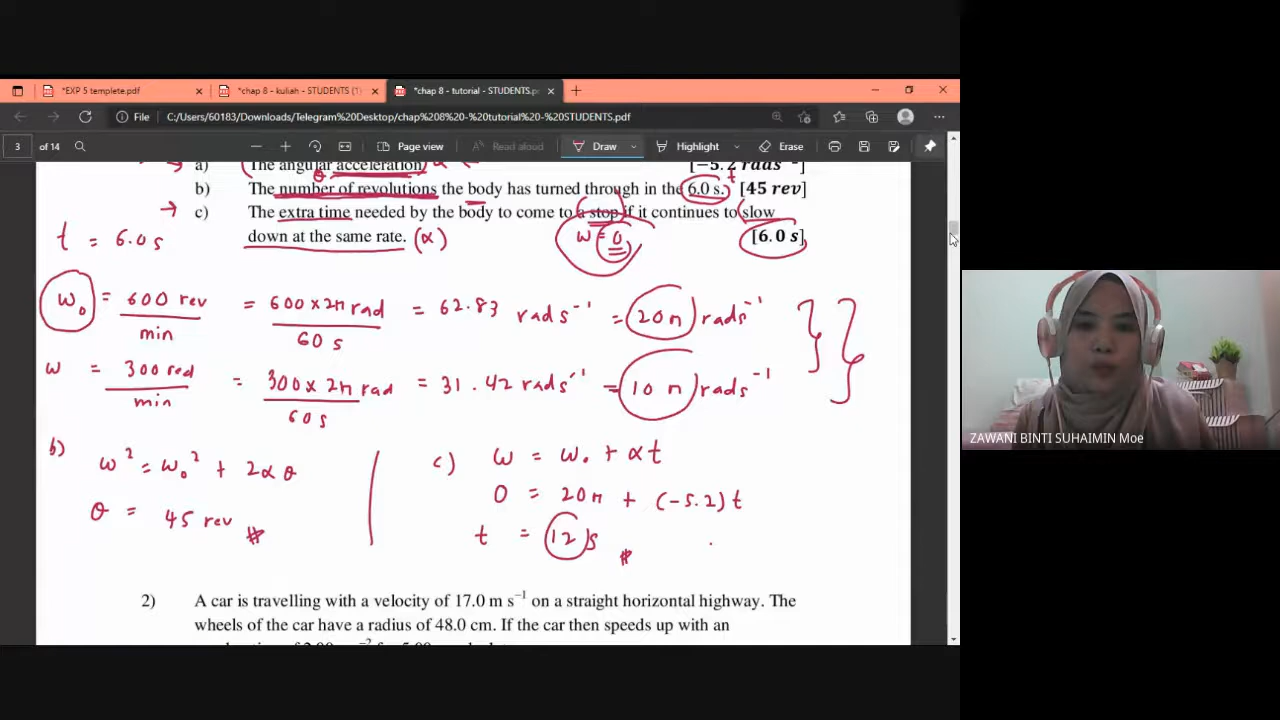 *EXP 5 templete.pdf
*chap 8 - kuliah - STUDENTS (1)
*chap 8 - tutorial - STUDENTS.p
File
C:/Users/60183/Downloads/Telegram%20Desktop/chap%208%20-%20tutorial%20-%20STUDENTS.pdf
3 of 14
Page view
Read aloud
Draw
Highlight
Erase
a) (The angular acceleration) α [−5.2 rads⁻¹]
θ t
b) The number of revolutions the body has turned through in the 6.0 s. [45 rev]
c) The extra time needed by the body to come to a stop if it continues to slow
down at the same rate. (α) ω = 0 [6.0 s]
t = 6.0 s
ω₀ = 600 rev / min = 600 × 2π rad / 60 s = 62.83 rad s⁻¹ = 20π rad s⁻¹
ω = 300 red / min = 300 × 2π rad / 60 s = 31.42 rad s⁻¹ = 10π rad s⁻¹
b) ω² = ω₀² + 2αθ
θ = 45 rev #
c) ω = ω₀ + αt
0 = 20π + (−5.2) t
t = 12 s #
2) A car is travelling with a velocity of 17.0 m s⁻¹ on a straight horizontal highway. The
wheels of the car have a radius of 48.0 cm. If the car then speeds up with an
ZAWANI BINTI SUHAIMIN Moe